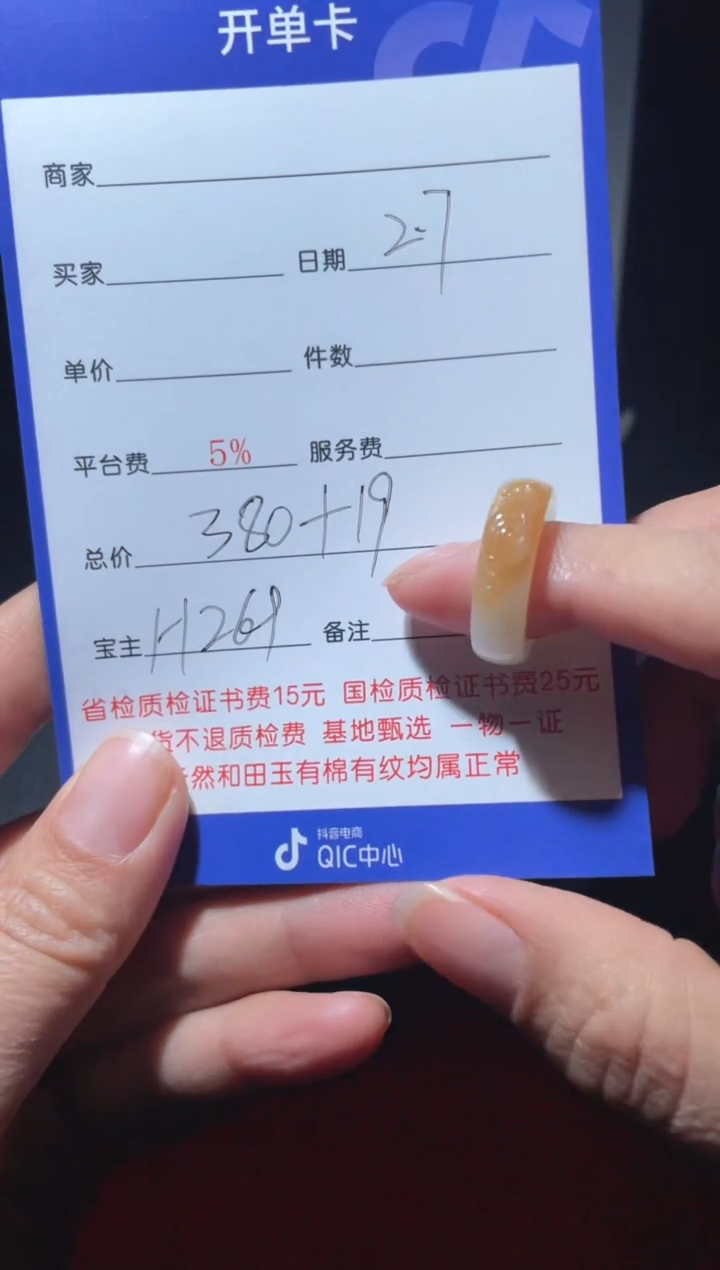 开单卡
商家
买家 日期 2.7
单价 件数
平台费 5% 服务费
总价 380+19
宝主 H269 备注
省检质检证书费15元 国检质检证书费25元
货不退质检费 基地甄选 一物一证
然和田玉有棉有纹均属正常
抖音电商
QIC中心